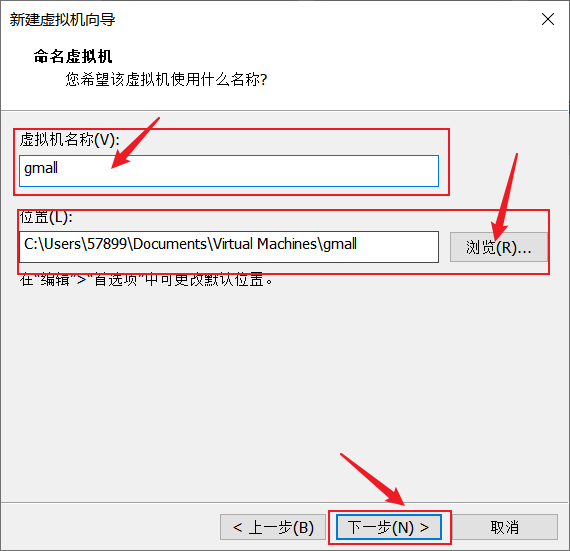 新建虚拟机向导
命名虚拟机
您希望该虚拟机使用什么名称?
虚拟机名称(V):
gmall
位置(L):
C:\Users\57899\Documents\Virtual Machines\gmall
浏览(R)...
在“编辑”>“首选项”中可更改默认位置。
< 上一步(B)
下一步(N) >
取消